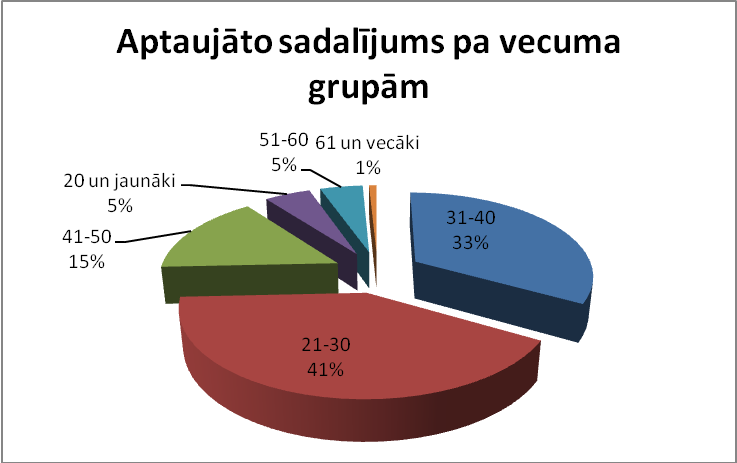 Aptaujāto sadalījums pa vecuma
grupām
51-60
5%
61 un vecāki
1%
20 un jaunāki
5%
31-40
33%
41-50
15%
21-30
41%